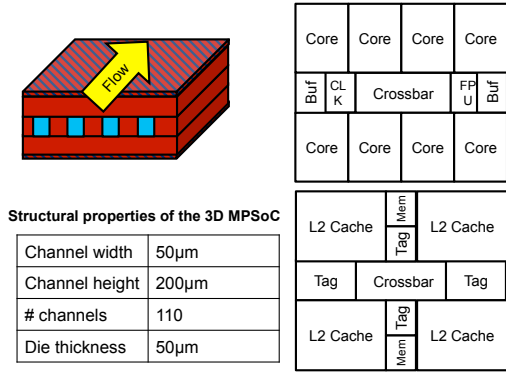 Flow
Core Core Core Core
Buf CL
K Crossbar FP
U Buf
Core Core Core Core
Structural properties of the 3D MPSoC
Channel width 50µm
Channel height 200µm
# channels 110
Die thickness 50µm
L2 Cache Mem L2 Cache
Tag
Tag Crossbar Tag
L2 Cache Tag L2 Cache
Mem